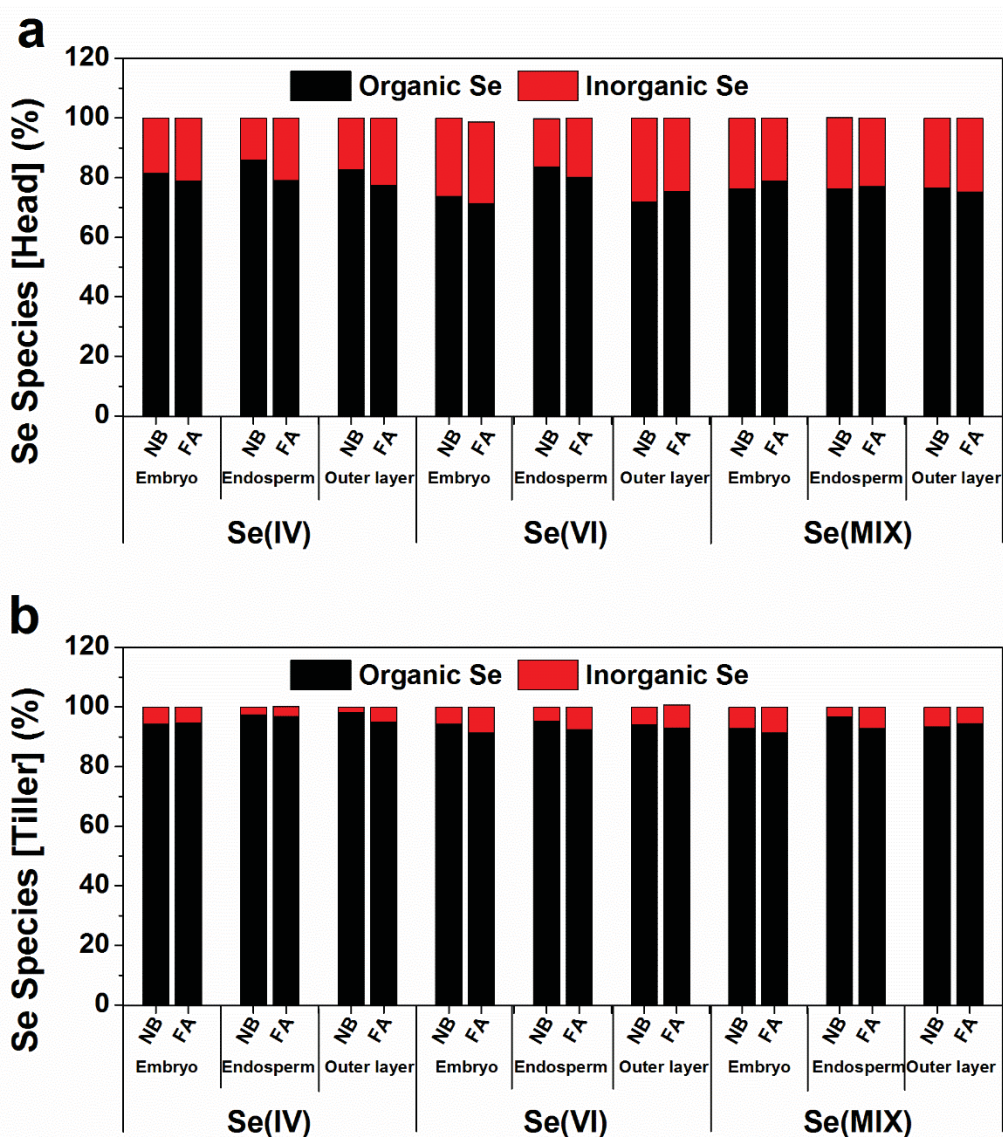 a
Se Species [Head] (%)
120
100
80
60
40
20
0
Organic Se Inorganic Se
NB FA NB FA NB FA NB FA NB FA NB FA NB FA NB FA NB FA
Embryo Endosperm Outer layer Embryo Endosperm Outer layer Embryo Endosperm Outer layer
Se(IV) Se(VI) Se(MIX)
b
Se Species [Tiller] (%)
120
100
80
60
40
20
0
Organic Se Inorganic Se
NB FA NB FA NB FA NB FA NB FA NB FA NB FA NB FA NB FA
Embryo Endosperm Outer layer Embryo Endosperm Outer layer Embryo Endosperm Outer layer
Se(IV) Se(VI) Se(MIX)